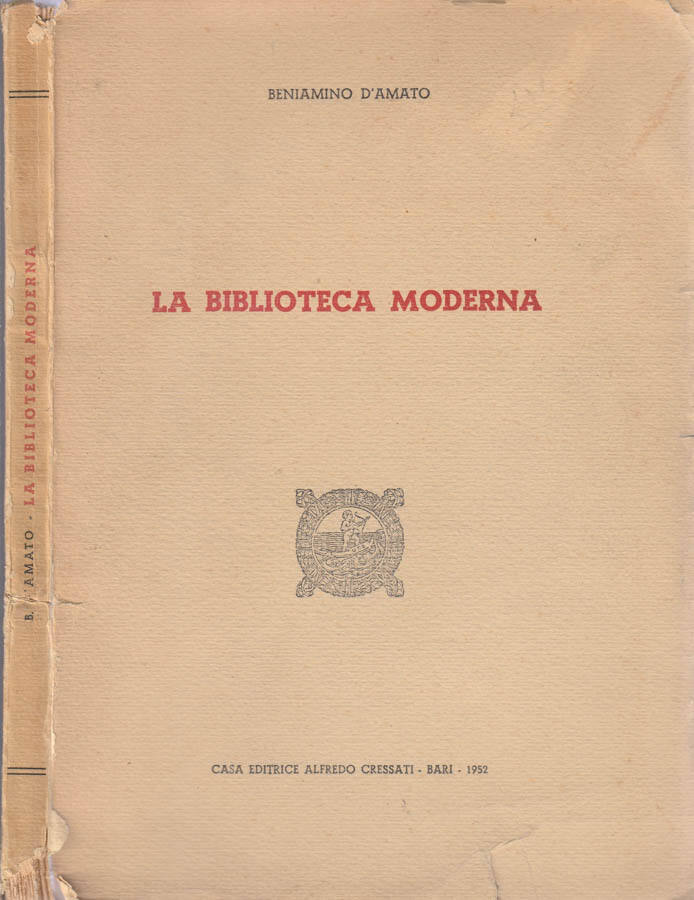 BENIAMINO D'AMATO
LA BIBLIOTECA MODERNA
CASA EDITRICE ALFREDO CRESSATI - BARI - 1952
B. D'AMATO - LA BIBLIOTECA MODERNA